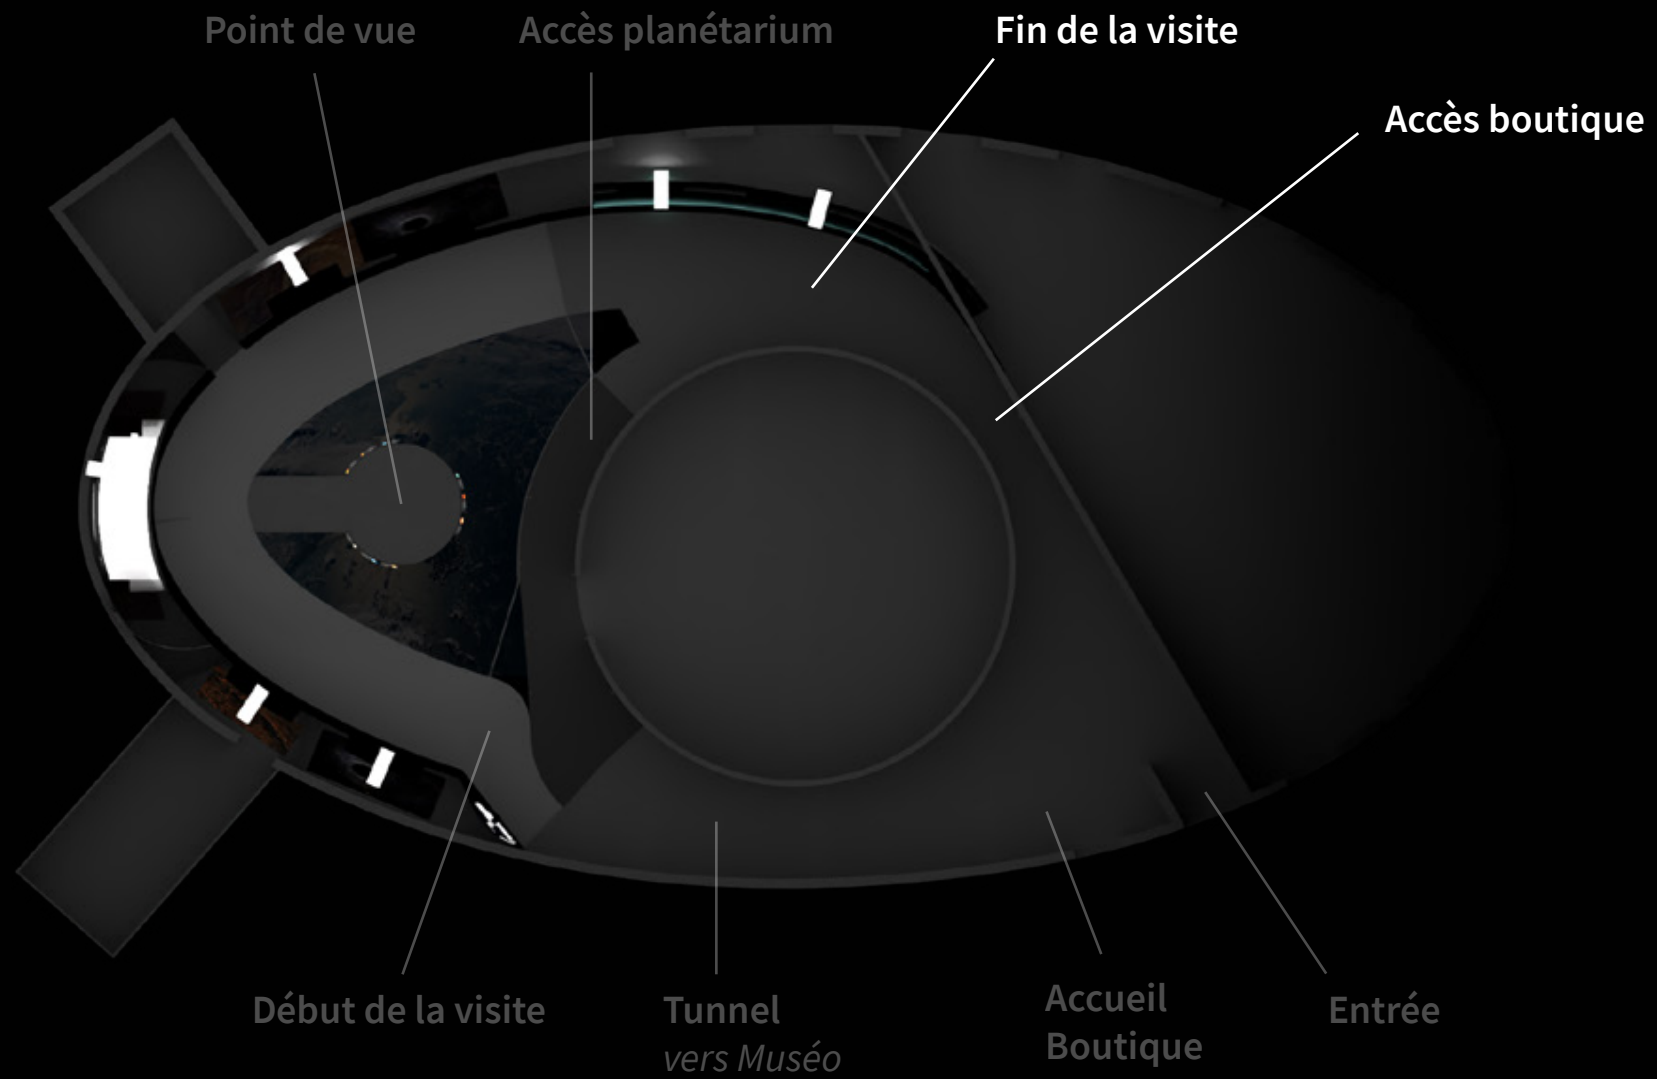 Point de vue
Accès planétarium
Fin de la visite
Accès boutique
Début de la visite
Tunnel
vers Muséo
Accueil
Boutique
Entrée